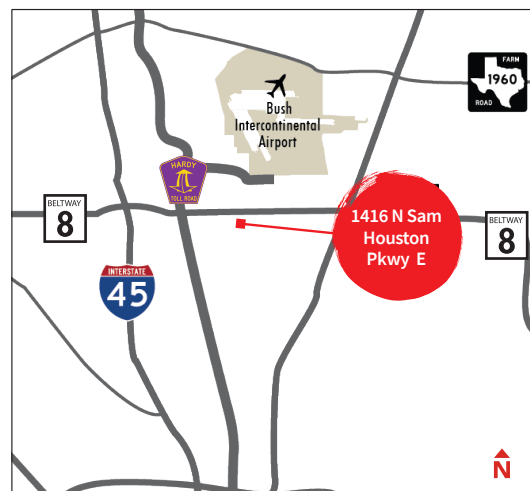 FARM
1960
ROAD
Bush
Intercontinental
Airport
HARDY
TOLL ROAD
BELTWAY
8
1416 N Sam
Houston
Pkwy E
BELTWAY
8
INTERSTATE
45
N